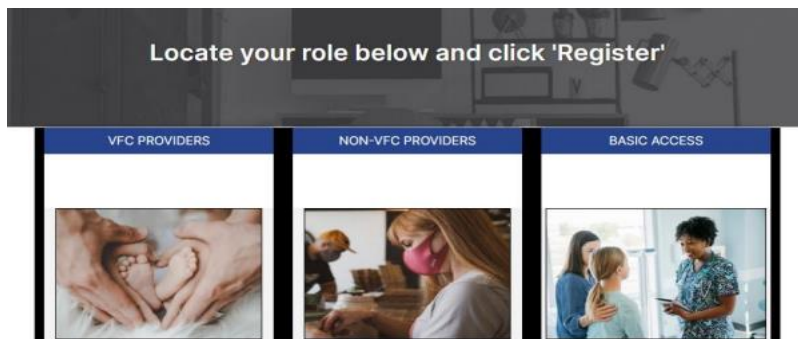 Locate your role below and click 'Register'
VFC PROVIDERS
NON-VFC PROVIDERS
BASIC ACCESS